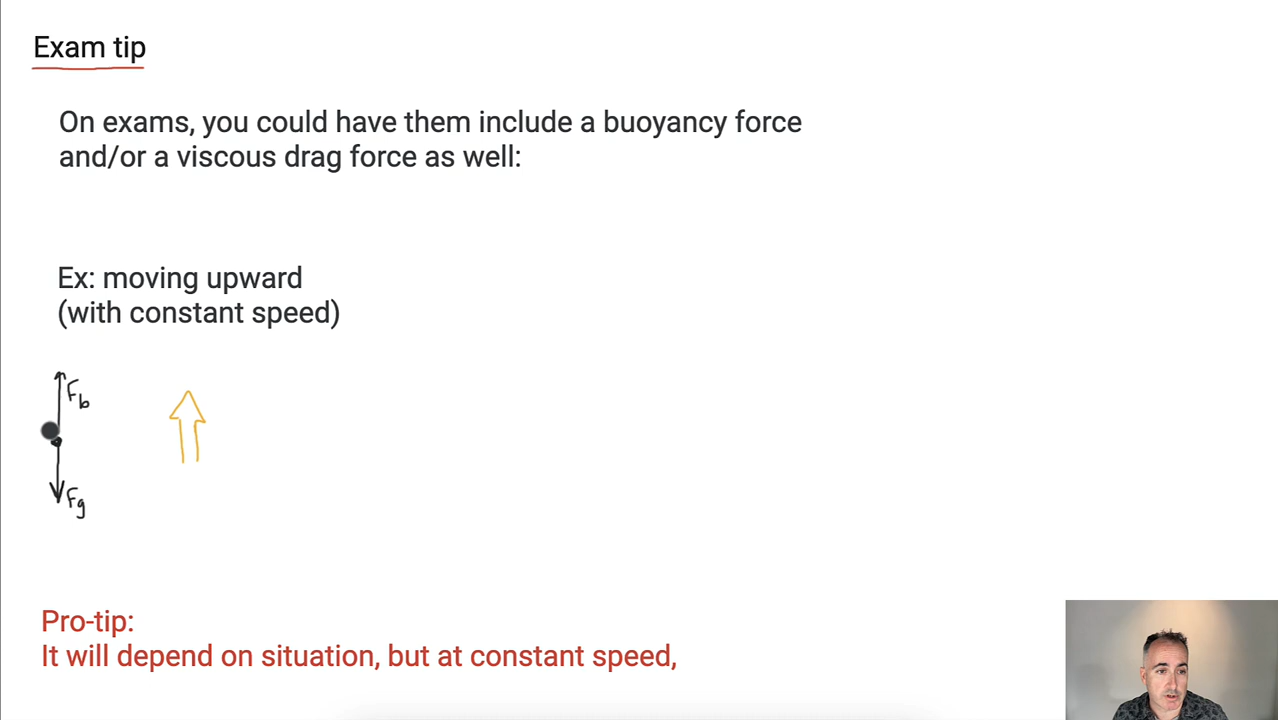 Exam tip
On exams, you could have them include a buoyancy force
and/or a viscous drag force as well:
Ex: moving upward
(with constant speed)
Fb
Fg
Pro-tip:
It will depend on situation, but at constant speed,